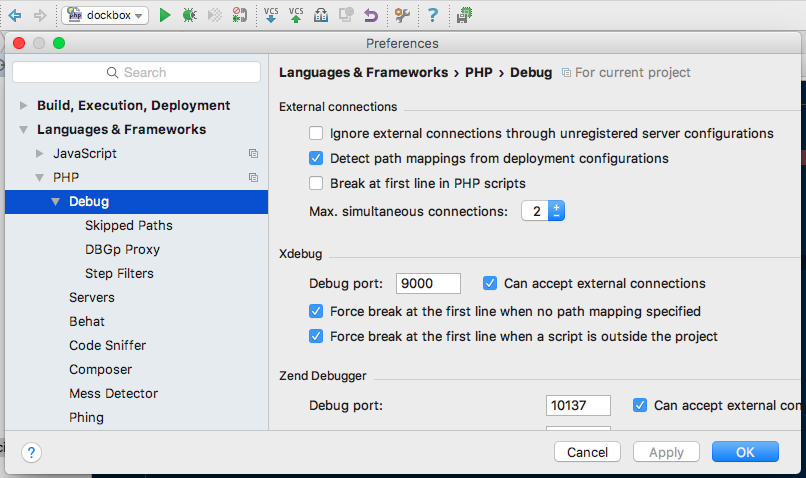 php dockbox VCS VCS ?
Preferences
Search
Build, Execution, Deployment
Languages & Frameworks
JavaScript
PHP
Debug
Skipped Paths
DBGp Proxy
Step Filters
Servers
Behat
Code Sniffer
Composer
Mess Detector
Phing
Languages & Frameworks › PHP › Debug For current project
External connections
Ignore external connections through unregistered server configurations
Detect path mappings from deployment configurations
Break at first line in PHP scripts
Max. simultaneous connections: 2
Xdebug
Debug port: 9000 Can accept external connections
Force break at the first line when no path mapping specified
Force break at the first line when a script is outside the project
Zend Debugger
Debug port: 10137 Can accept external con
? Cancel Apply OK